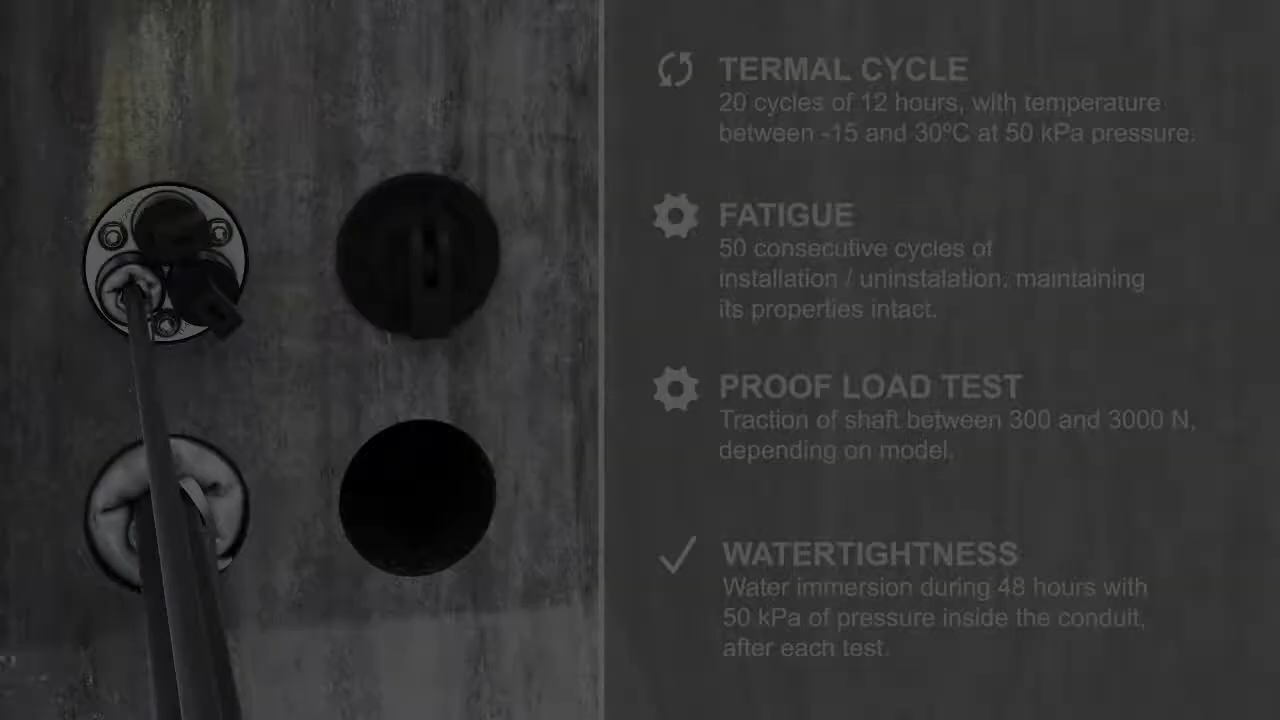 TERMAL CYCLE
20 cycles of 12 hours, with temperature
between -15 and 30ºC at 50 kPa pressure.
FATIGUE
50 consecutive cycles of
installation / uninstalation, maintaining
its properties intact.
PROOF LOAD TEST
Traction of shaft between 300 and 3000 N,
depending on model.
WATERTIGHTNESS
Water immersion during 48 hours with
50 kPa of pressure inside the conduit,
after each test.